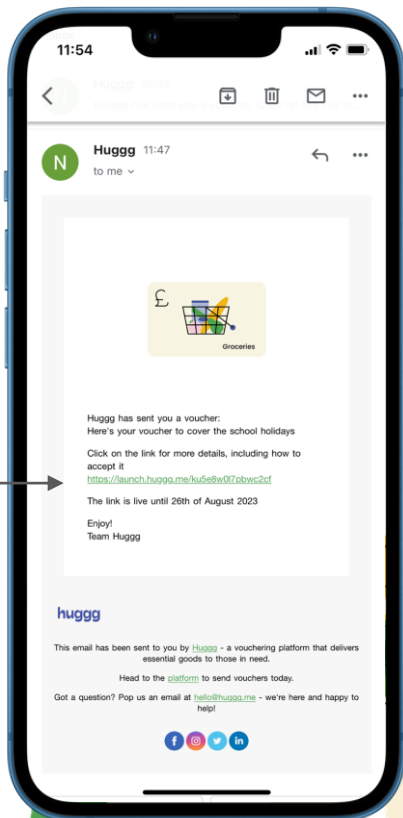 11:54
Huggg 11:47
N
to me
£
Groceries
Huggg has sent you a voucher:
Here's your voucher to cover the school holidays
Click on the link for more details, including how to
accept it
https://launch.huggg.me/ku5e8w0l7pbwc2cf
The link is live until 26th of August 2023
Enjoy!
Team Huggg
huggg
This email has been sent to you by Huggg - a vouchering platform that delivers
essential goods to those in need.
Head to the platform to send vouchers today.
Got a question? Pop us an email at hello@huggg.me - we're here and happy to
help!